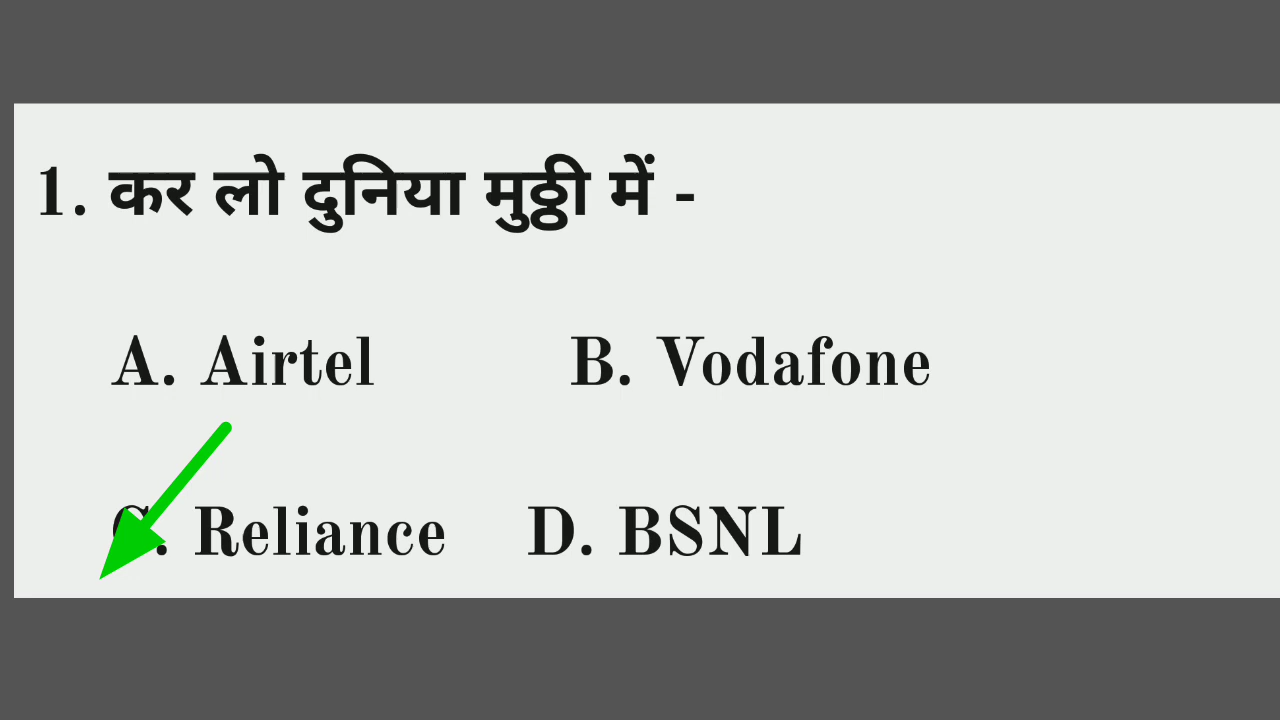 1. कर लो दुनिया मुठ्ठी में -
A. Airtel B. Vodafone
C. Reliance D. BSNL